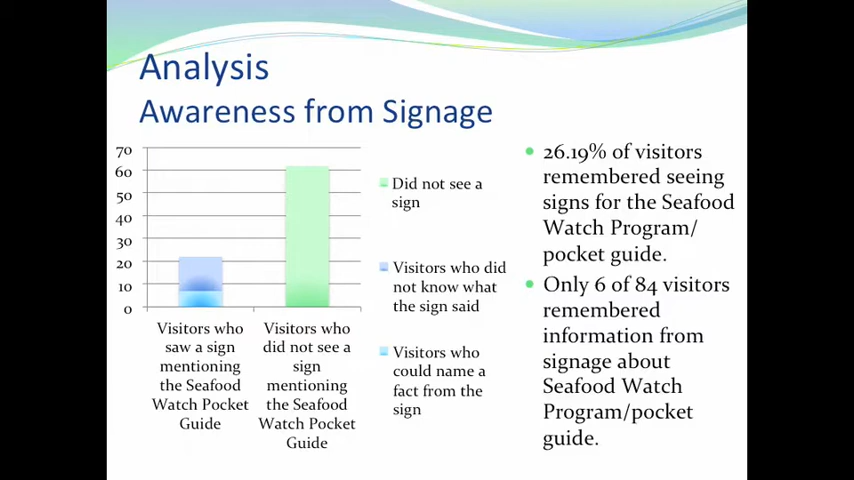 Analysis
Awareness from Signage
70
60
50
40
30
20
10
0
Visitors who
saw a sign
mentioning
the Seafood
Watch Pocket
Guide
Visitors who
did not see a
sign
mentioning
the Seafood
Watch Pocket
Guide
Did not see a
sign
Visitors who did
not know what
the sign said
Visitors who
could name a
fact from the
sign
26.19% of visitors
remembered seeing
signs for the Seafood
Watch Program/
pocket guide.
Only 6 of 84 visitors
remembered
information from
signage about
Seafood Watch
Program/pocket
guide.